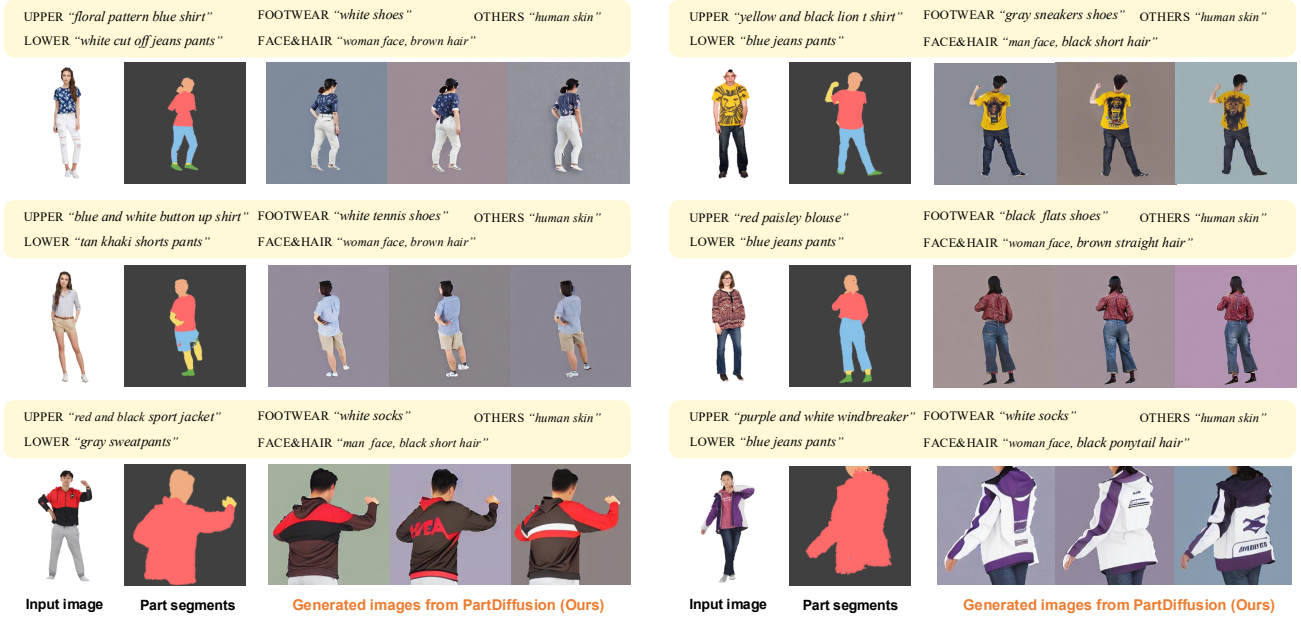 UPPER “floral pattern blue shirt” FOOTWEAR “white shoes” OTHERS “human skin”
LOWER “white cut off jeans pants” FACE&HAIR “woman face, brown hair”
UPPER “yellow and black lion t shirt” FOOTWEAR “gray sneakers shoes” OTHERS “human skin”
LOWER “blue jeans pants” FACE&HAIR “man face, black short hair”
UPPER “blue and white button up shirt” FOOTWEAR “white tennis shoes” OTHERS “human skin”
LOWER “tan khaki shorts pants” FACE&HAIR “woman face, brown hair”
UPPER “red paisley blouse” FOOTWEAR “black flats shoes” OTHERS “human skin”
LOWER “blue jeans pants” FACE&HAIR “woman face, brown straight hair”
UPPER “red and black sport jacket” FOOTWEAR “white socks” OTHERS “human skin”
LOWER “gray sweatpants” FACE&HAIR “man face, black short hair”
UPPER “purple and white windbreaker” FOOTWEAR “white socks” OTHERS “human skin”
LOWER “blue jeans pants” FACE&HAIR “woman face, black ponytail hair”
Input image Part segments Generated images from PartDiffusion (Ours)
Input image Part segments Generated images from PartDiffusion (Ours)